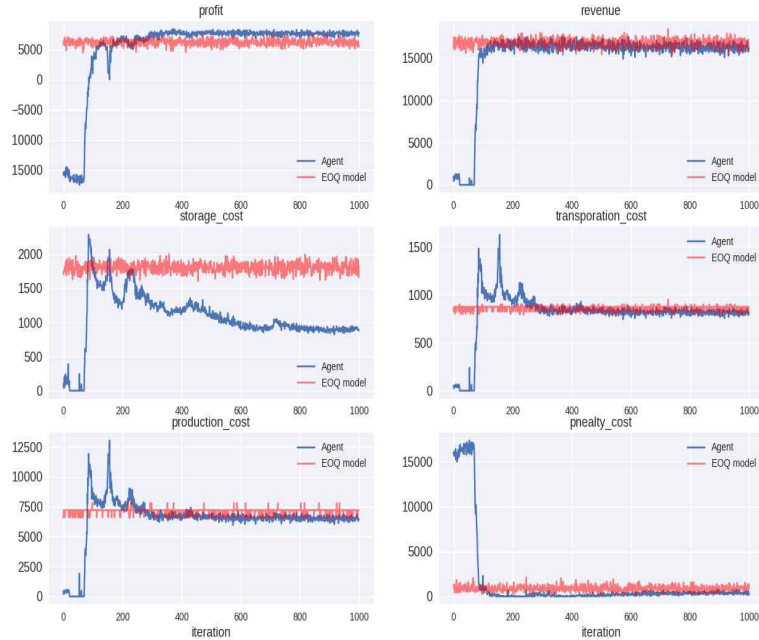 profit
5000
0
−5000
10000
15000
Agent
EOQ model
0 200 400 600 800 1000
revenue
15000
10000
5000
0
Agent
EOQ model
0 200 400 600 800 1000
storage_cost
2000
1500
1000
500
0
Agent
EOQ model
0 200 400 600 800 1000
transporation_cost
1500
1000
500
0
Agent
EOQ model
0 200 400 600 800 1000
production_cost
12500
10000
7500
5000
2500
0
Agent
EOQ model
0 200 400 600 800 1000
iteration
pnealty_cost
15000
10000
5000
0
Agent
EOQ model
0 200 400 600 800 1000
iteration